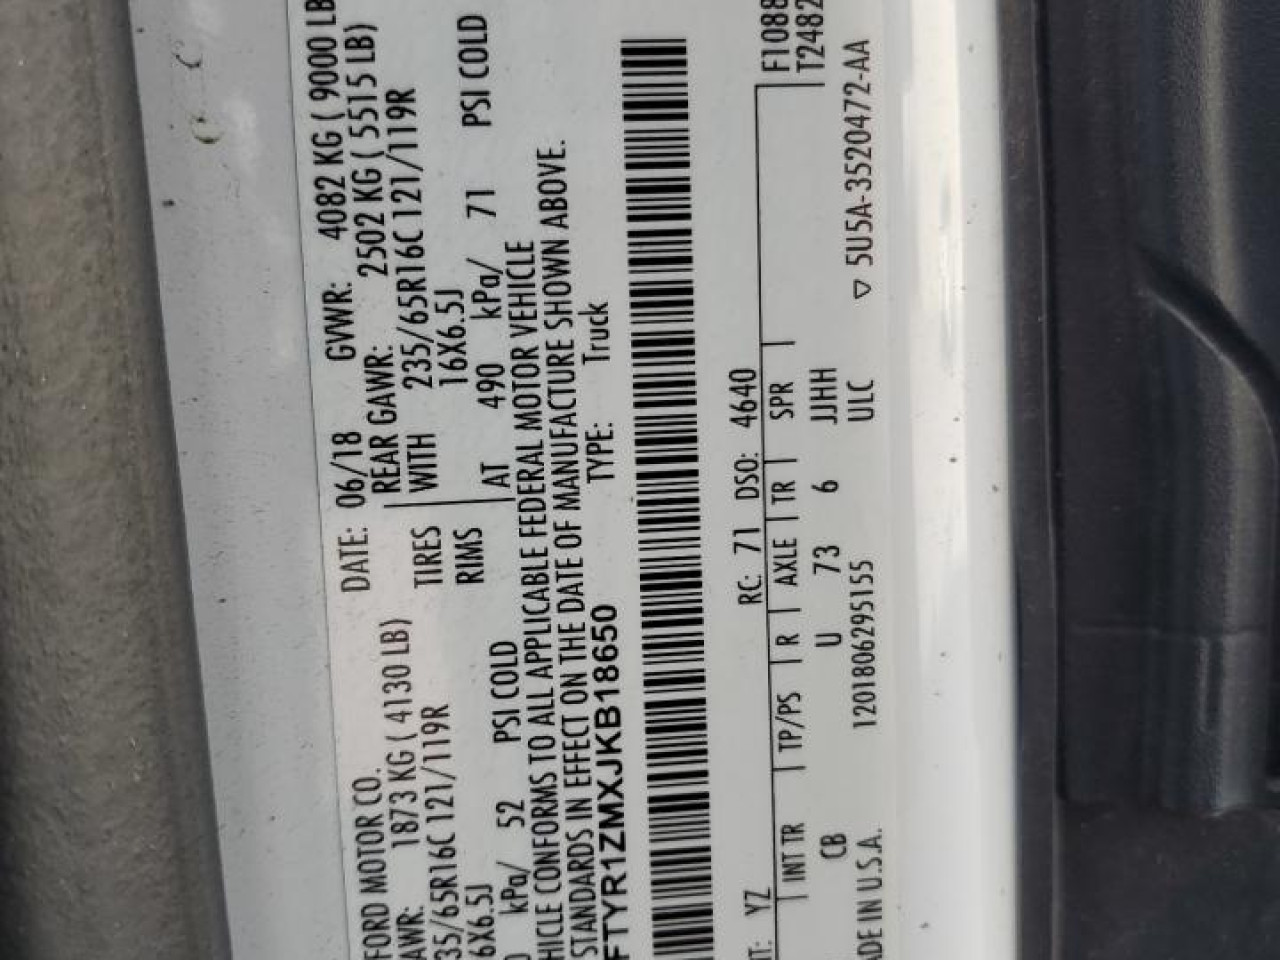 FORD MOTOR CO. DATE: 06/18 GVWR: 4082 KG ( 9000 LB
AWR: 1873 KG ( 4130 LB) REAR GAWR: 2502 KG ( 5515 LB)
35/65R16C 121/119R TIRES WITH 235/65R16C 121/119R
6X6.5J RIMS 16X6.5J
kPa/ 52 PSI COLD AT 490 kPa/ 71 PSI COLD
HICLE CONFORMS TO ALL APPLICABLE FEDERAL MOTOR VEHICLE
STANDARDS IN EFFECT ON THE DATE OF MANUFACTURE SHOWN ABOVE.
FTYR1ZMXJKB18650 TYPE: Truck
T: YZ RC: 71 DSO: 4640
INT TR TP/PS R AXLE TR SPR F1088
T2482
CB U 73 6 JJHH
ADE IN U.S.A. 1201806295155 ULC ▽ 5U5A-3520472-AA